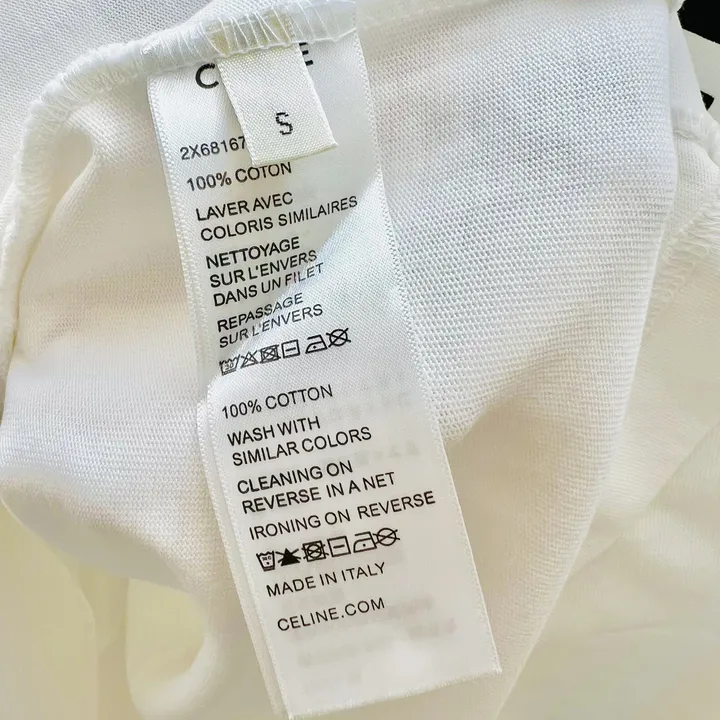 S
2X68167
100% COTON
LAVER AVEC
COLORIS SIMILAIRES
NETTOYAGE
SUR L'ENVERS
DANS UN FILET
REPASSAGE
SUR L'ENVERS
100% COTTON
WASH WITH
SIMILAR COLORS
CLEANING ON
REVERSE IN A NET
IRONING ON REVERSE
MADE IN ITALY
CELINE.COM